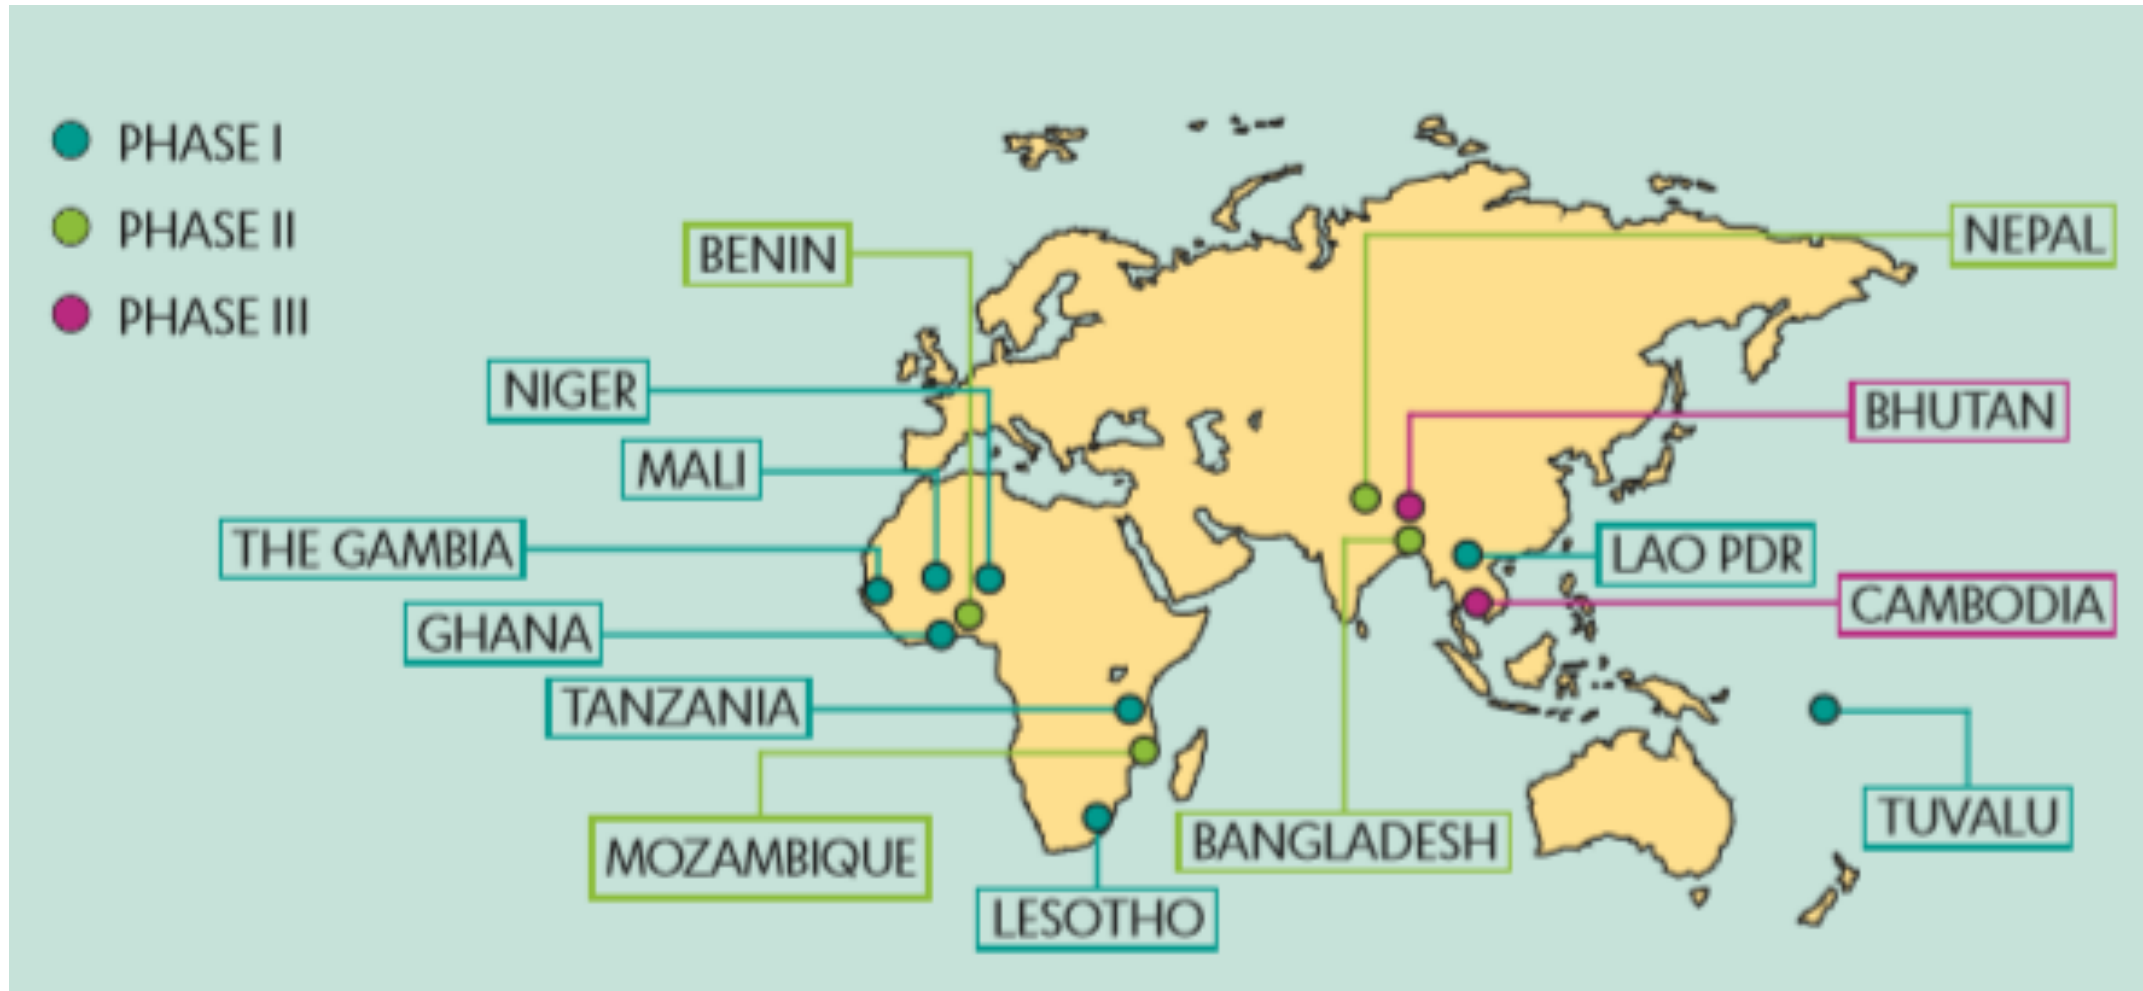 PHASE I
PHASE II
PHASE III
BENIN
NEPAL
NIGER
BHUTAN
MALI
THE GAMBIA
LAO PDR
CAMBODIA
GHANA
TANZANIA
TUVALU
MOZAMBIQUE
BANGLADESH
LESOTHO